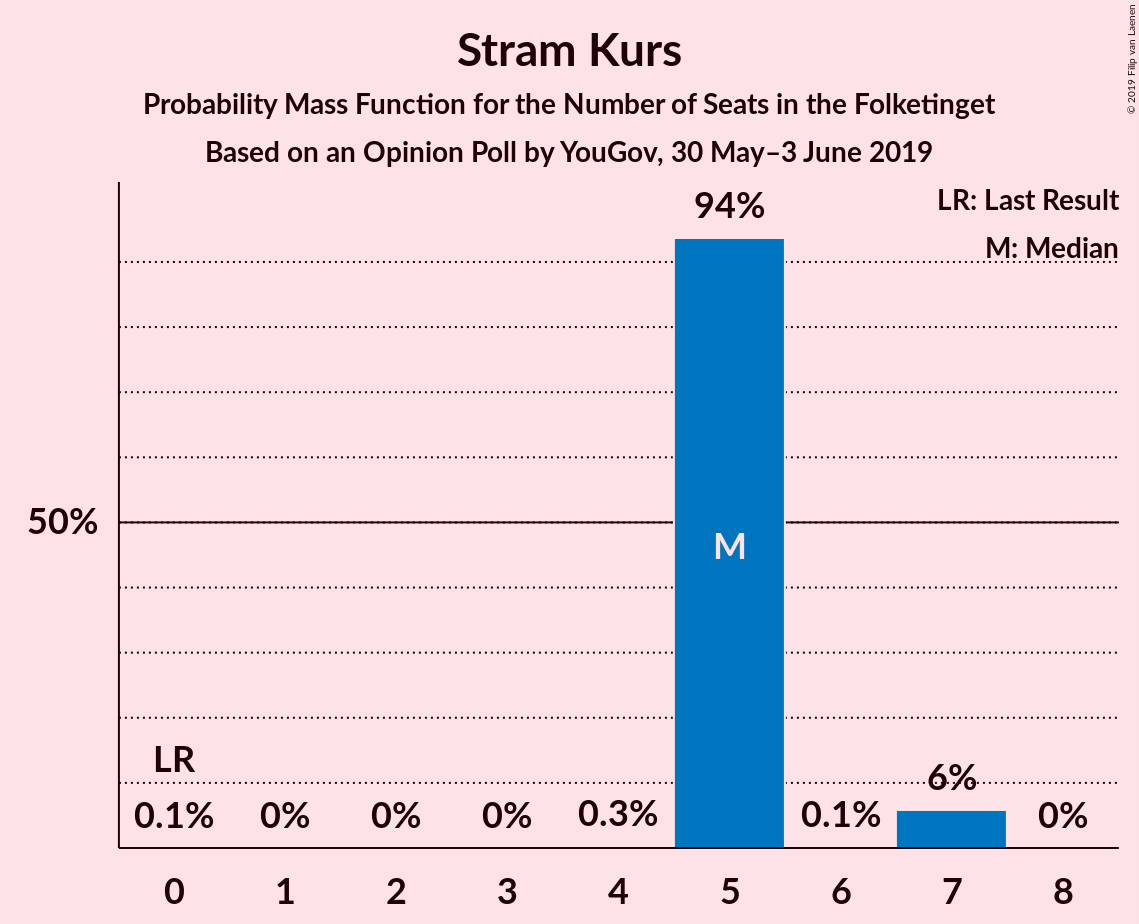 Stram Kurs
Probability Mass Function for the Number of Seats in the Folketinget
Based on an Opinion Poll by YouGov, 30 May–3 June 2019
© 2019 Filip van Laenen
LR: Last Result
M: Median
94%
50%
M
LR
0.1% 0% 0% 0% 0.3% 0.1% 6% 0%
0 1 2 3 4 5 6 7 8